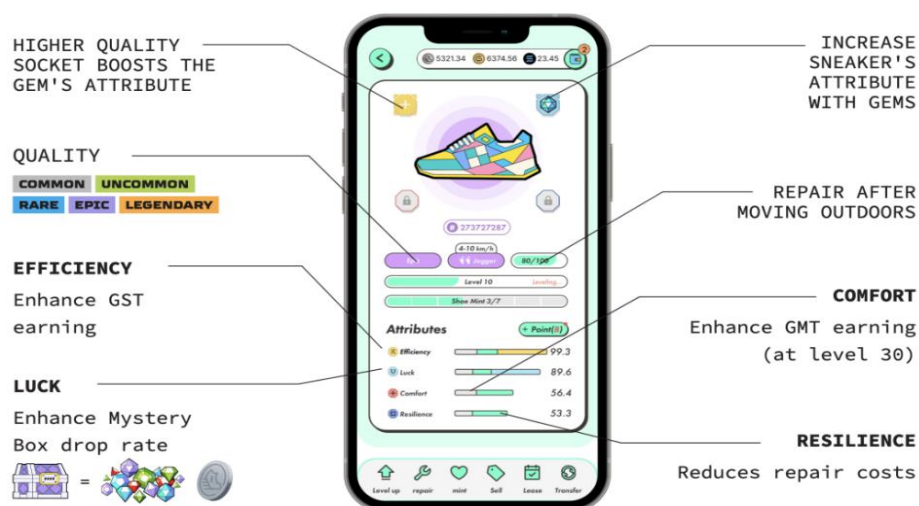 HIGHER QUALITY
SOCKET BOOSTS THE
GEM'S ATTRIBUTE
QUALITY
COMMON UNCOMMON
RARE EPIC LEGENDARY
EFFICIENCY
Enhance GST
earning
LUCK
Enhance Mystery
Box drop rate
=
5321.34 6374.56 23.45 2
273727287
4-10 km/h
Jogger 80/100
Level 10 Leveling...
Shoe Mint 3/7
Attributes + Point(8)
Efficiency 99.3
Luck 89.6
Comfort 56.4
Resilience 53.3
Level up repair mint Sell Lease Transfer
INCREASE
SNEAKER'S
ATTRIBUTE
WITH GEMS
REPAIR AFTER
MOVING OUTDOORS
COMFORT
Enhance GMT earning
(at level 30)
RESILIENCE
Reduces repair costs